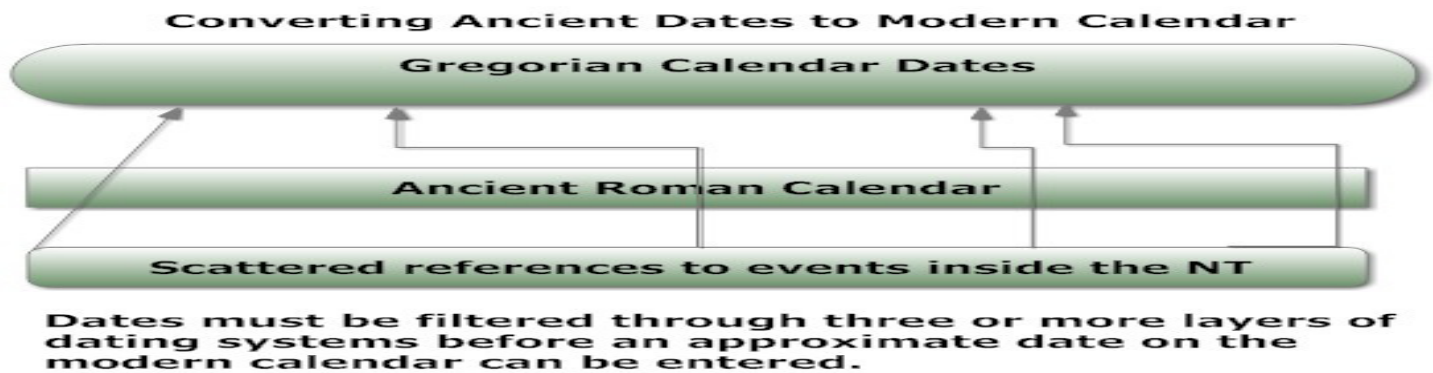 Converting Ancient Dates to Modern Calendar
Gregorian Calendar Dates
Ancient Roman Calendar
Scattered references to events inside the NT
Dates must be filtered through three or more layers of
dating systems before an approximate date on the
modern calendar can be entered.